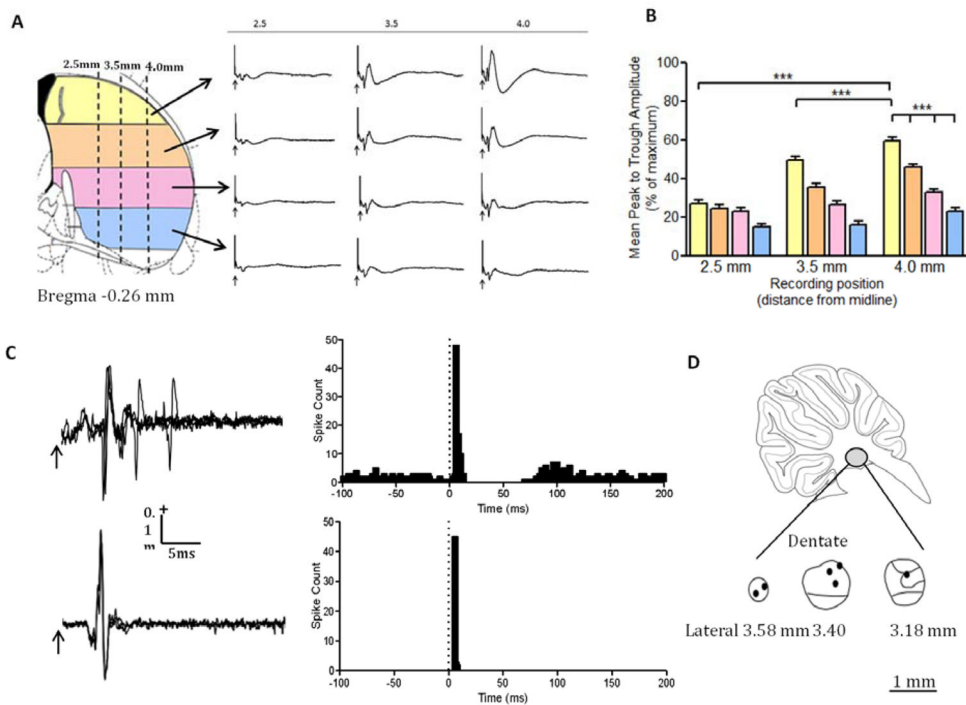 A
2.5 3.5 4.0
2.5mm 3.5mm 4.0mm
Bregma -0.26 mm
B
***
***
***
Mean Peak to Trough Amplitude
(% of maximum)
100
80
60
40
20
0
2.5 mm 3.5 mm 4.0 mm
Recording position
(distance from midline)
C
0. +
1
m
5ms
Spike Count
50
40
30
20
10
0
-100 -50 0 50 100 150 200
Time (ms)
Spike Count
50
40
30
20
10
0
-100 -50 0 50 100 150 200
Time (ms)
D
Dentate
Lateral 3.58 mm 3.40 3.18 mm
1 mm